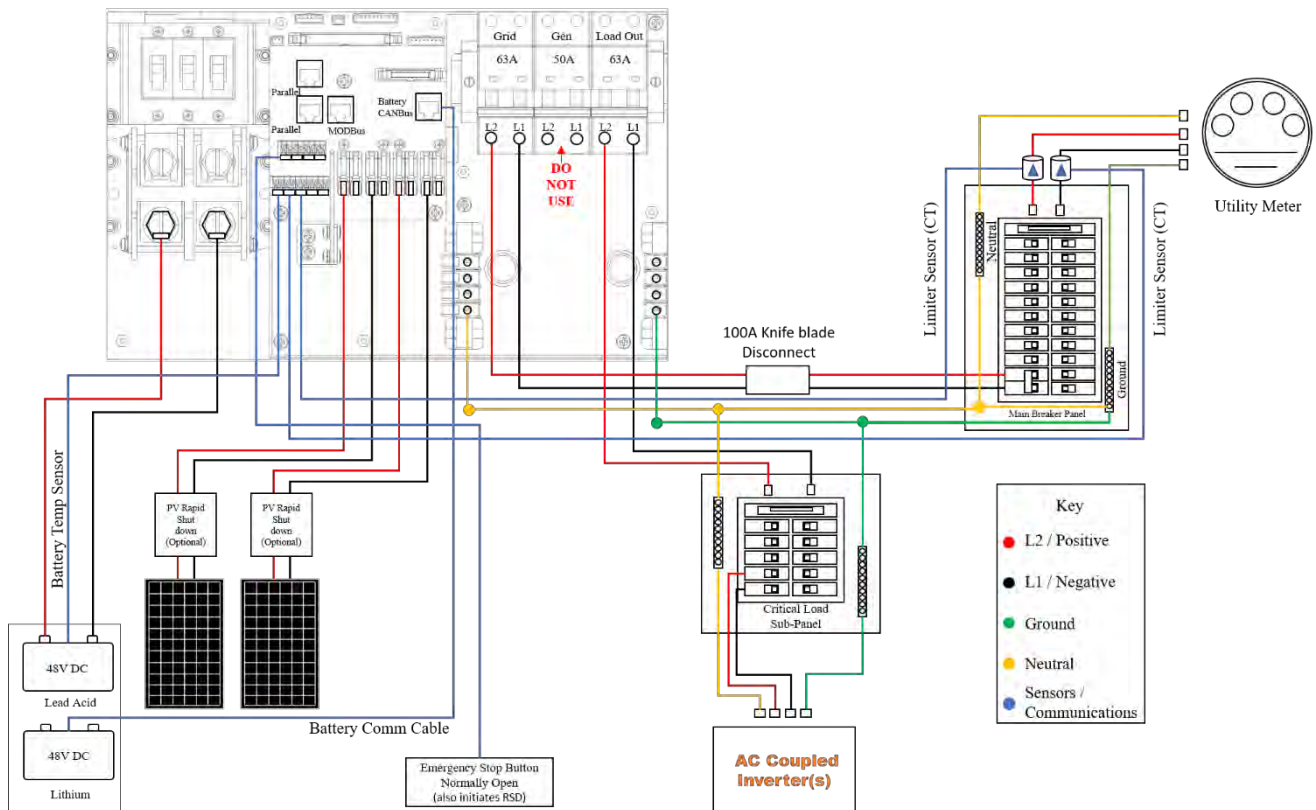 Grid
Gen
Load Out
63A
50A
63A
Parallel
Parallel
MODBus
Battery
CANBus
L2
L1
L2
L1
L2
L1
DO
NOT
USE
Utility Meter
Limiter Sensor (CT)
Neutral
Limiter Sensor (CT)
Ground
Main Breaker Panel
100A Knife blade
Disconnect
Battery Temp Sensor
PV Rapid
Shut
down
(Optional)
PV Rapid
Shut
down
(Optional)
Critical Load
Sub-Panel
Key
L2 / Positive
L1 / Negative
Ground
Neutral
Sensors /
Communications
48V DC
Lead Acid
48V DC
Lithium
Battery Comm Cable
Emergency Stop Button
Normally Open
(also initiates RSD)
AC Coupled
Inverter(s)